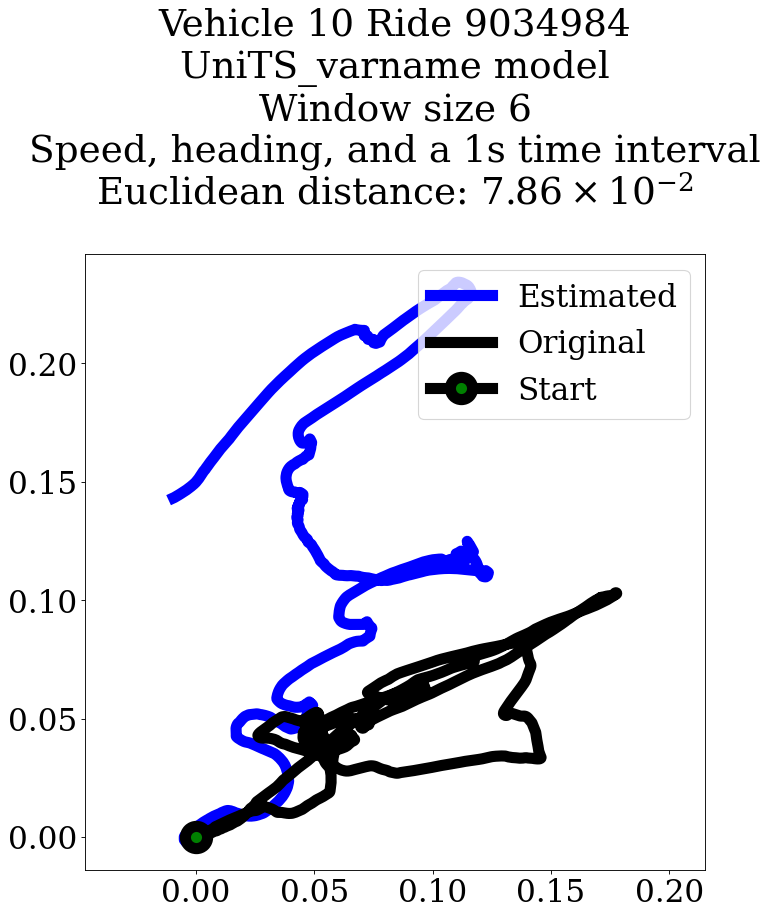 Vehicle 10 Ride 9034984
UniTS_varname model
Window size 6
Speed, heading, and a 1s time interval
Euclidean distance: 7.86 × 10⁻²
Estimated
Original
Start
0.20
0.15
0.10
0.05
0.00
0.00 0.05 0.10 0.15 0.20